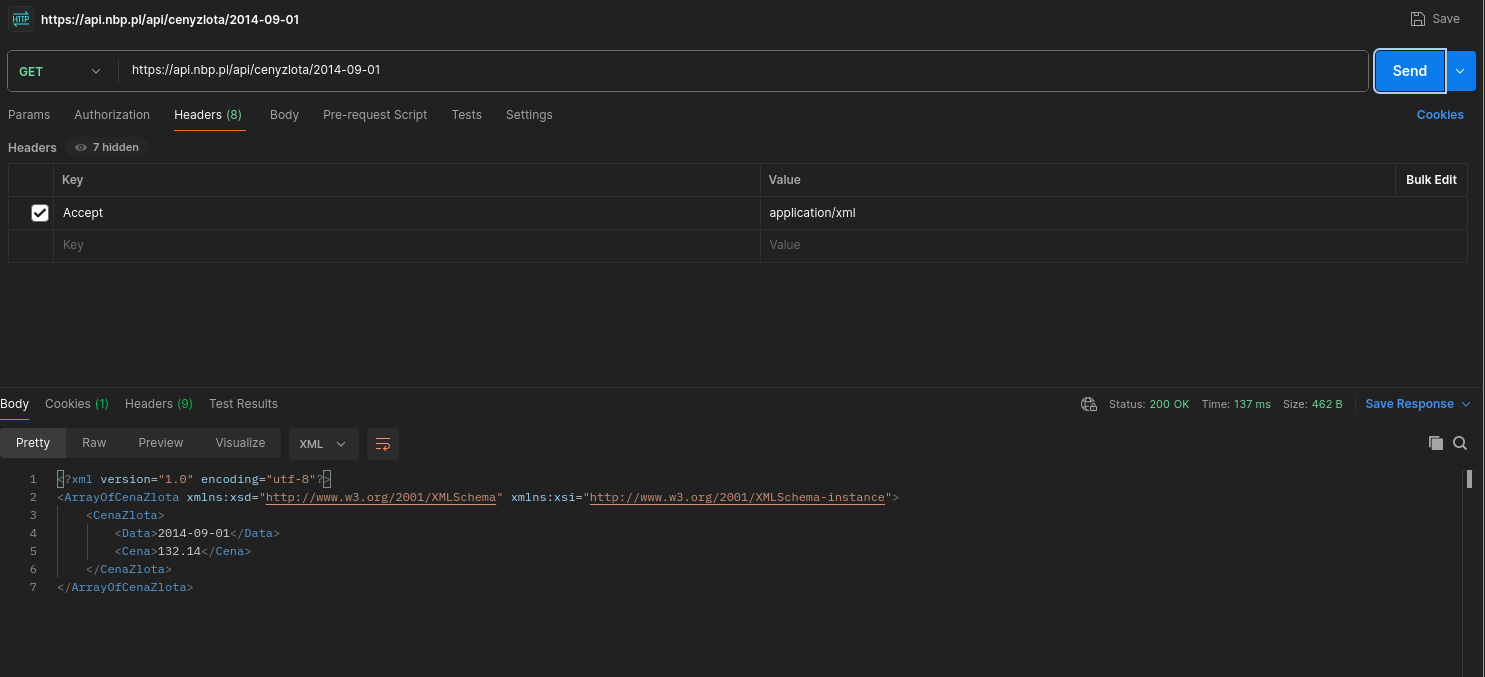 HTTP https://api.nbp.pl/api/cenyzlota/2014-09-01 Save
GET https://api.nbp.pl/api/cenyzlota/2014-09-01 Send
Params Authorization Headers (8) Body Pre-request Script Tests Settings Cookies
Headers 7 hidden
Key Value Bulk Edit
Accept application/xml
Key Value
Body Cookies (1) Headers (9) Test Results Status: 200 OK Time: 137 ms Size: 462 B Save Response
Pretty Raw Preview Visualize XML
1 <?xml version="1.0" encoding="utf-8"?>
2 <ArrayOfCenaZlota xmlns:xsd="http://www.w3.org/2001/XMLSchema" xmlns:xsi="http://www.w3.org/2001/XMLSchema-instance">
3 <CenaZlota>
4 <Data>2014-09-01</Data>
5 <Cena>132.14</Cena>
6 </CenaZlota>
7 </ArrayOfCenaZlota>